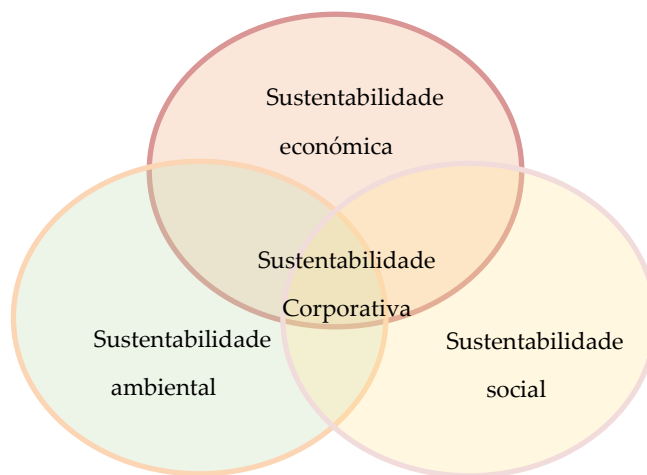 Sustentabilidade
económica
Sustentabilidade
Corporativa
Sustentabilidade
ambiental
Sustentabilidade
social